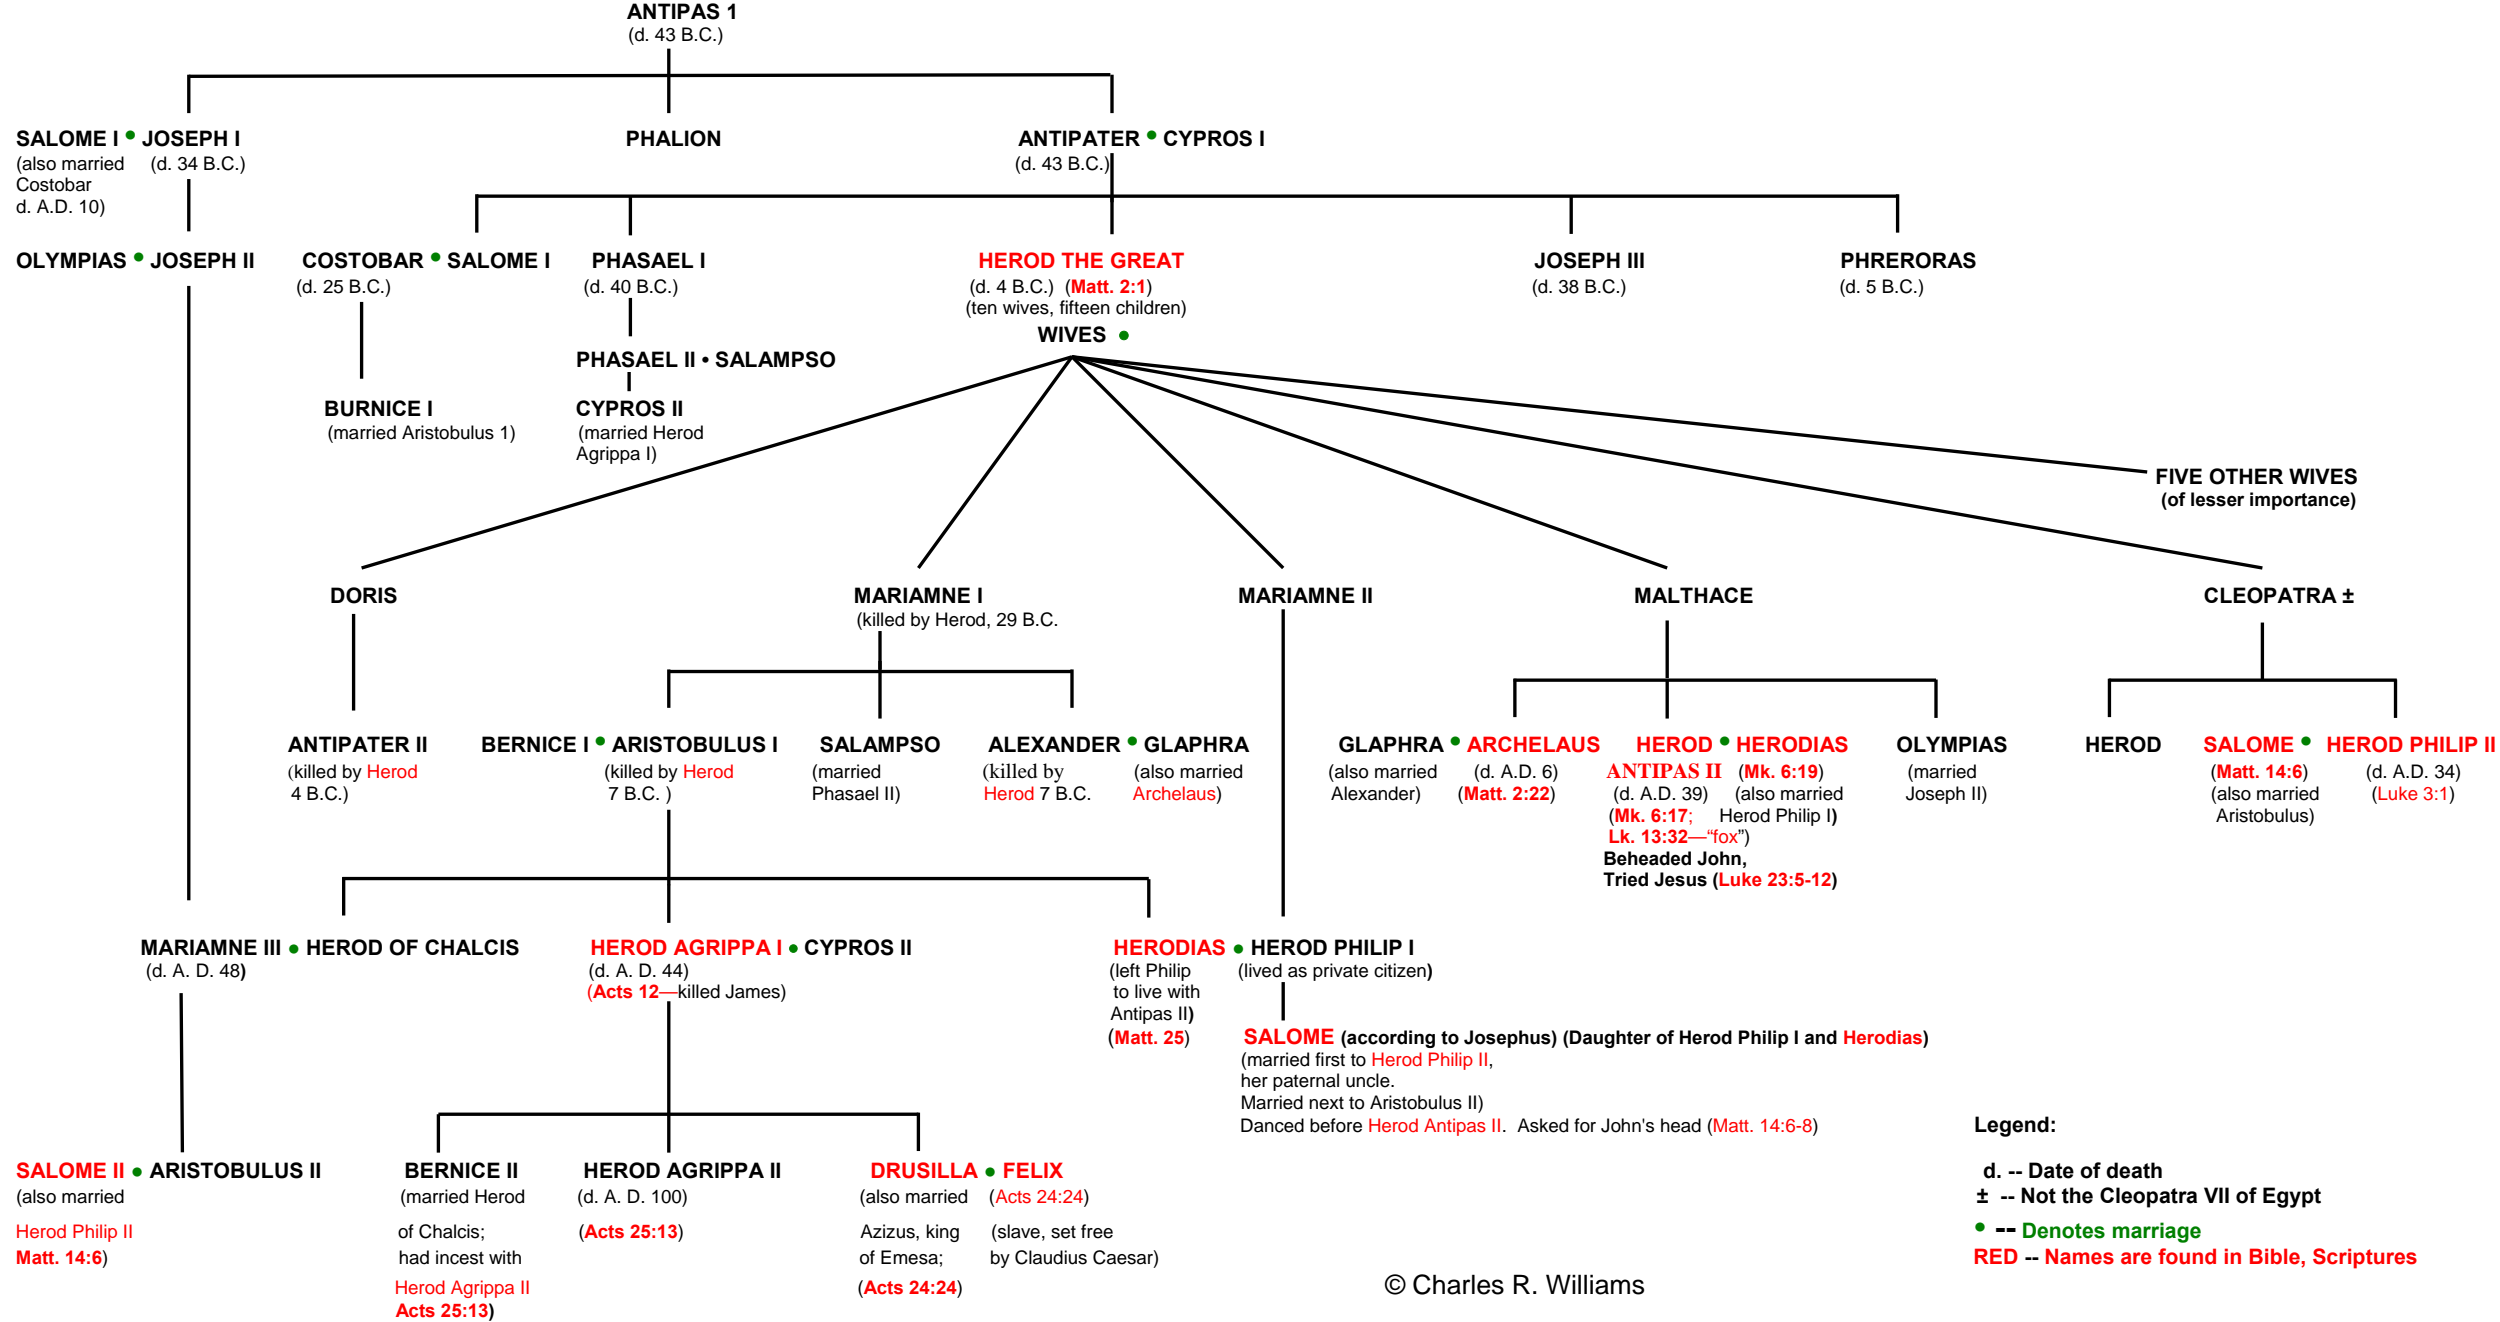 ANTIPAS 1
(d. 43 B.C.)
SALOME I • JOSEPH I
(also married (d. 34 B.C.)
Costobar
d. A.D. 10)
PHALION
ANTIPATER • CYPROS I
(d. 43 B.C.)
OLYMPIAS • JOSEPH II
COSTOBAR • SALOME I
(d. 25 B.C.)
PHASAEL I
(d. 40 B.C.)
HEROD THE GREAT
(d. 4 B.C.) (Matt. 2:1)
(ten wives, fifteen children)
WIVES •
JOSEPH III
(d. 38 B.C.)
PHRERORAS
(d. 5 B.C.)
PHASAEL II • SALAMPSO
BURNICE I
(married Aristobulus 1)
CYPROS II
(married Herod
Agrippa I)
FIVE OTHER WIVES
(of lesser importance)
DORIS
MARIAMNE I
(killed by Herod, 29 B.C.
MARIAMNE II
MALTHACE
CLEOPATRA ±
ANTIPATER II
(killed by Herod
4 B.C.)
BERNICE I • ARISTOBULUS I
(killed by Herod
7 B.C. )
SALAMPSO
(married
Phasael II)
ALEXANDER • GLAPHRA
(killed by (also married
Herod 7 B.C. Archelaus)
GLAPHRA • ARCHELAUS
(also married (d. A.D. 6)
Alexander) (Matt. 2:22)
HEROD • HERODIAS
ANTIPAS II (Mk. 6:19)
(d. A.D. 39) (also married
(Mk. 6:17; Herod Philip I)
Lk. 13:32—“fox”)
Beheaded John,
Tried Jesus (Luke 23:5-12)
OLYMPIAS
(married
Joseph II)
HEROD
SALOME • HEROD PHILIP II
(Matt. 14:6) (d. A.D. 34)
(also married (Luke 3:1)
Aristobulus)
MARIAMNE III • HEROD OF CHALCIS
(d. A. D. 48)
HEROD AGRIPPA I • CYPROS II
(d. A. D. 44)
(Acts 12—killed James)
HERODIAS • HEROD PHILIP I
(left Philip (lived as private citizen)
to live with
Antipas II)
(Matt. 25)
SALOME (according to Josephus) (Daughter of Herod Philip I and Herodias)
(married first to Herod Philip II,
her paternal uncle.
Married next to Aristobulus II)
Danced before Herod Antipas II. Asked for John's head (Matt. 14:6-8)
SALOME II • ARISTOBULUS II
(also married
Herod Philip II
Matt. 14:6)
BERNICE II
(married Herod
of Chalcis;
had incest with
Herod Agrippa II
Acts 25:13)
HEROD AGRIPPA II
(d. A. D. 100)
(Acts 25:13)
DRUSILLA • FELIX
(also married (Acts 24:24)
Azizus, king (slave, set free
of Emesa; by Claudius Caesar)
(Acts 24:24)
Legend:
d. -- Date of death
± -- Not the Cleopatra VII of Egypt
• -- Denotes marriage
RED -- Names are found in Bible, Scriptures
© Charles R. Williams